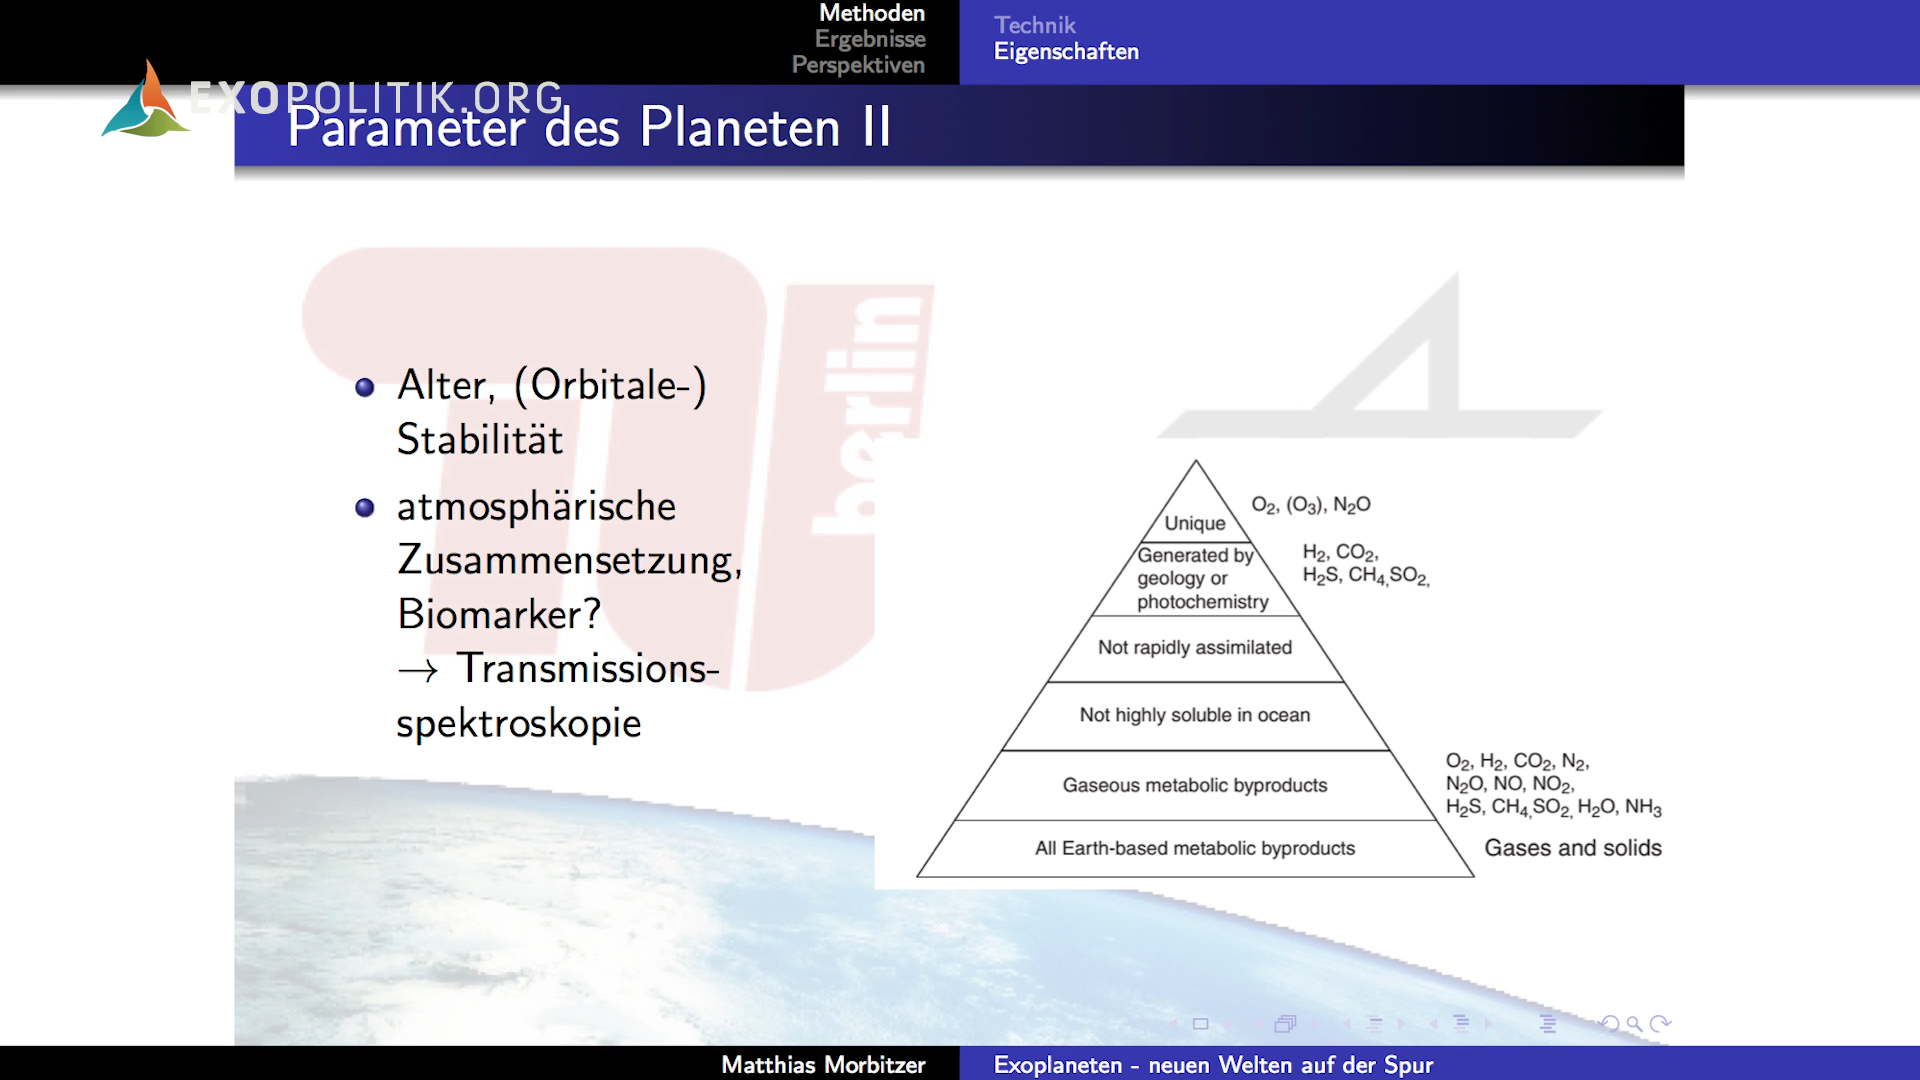 Methoden
Ergebnisse
Perspektiven
Technik
Eigenschaften
EXOPOLITIK.ORG
Parameter des Planeten II
berlin
Alter, (Orbitale-)
Stabilität
atmosphärische
Zusammensetzung,
Biomarker?
→ Transmissions-
spektroskopie
Unique
O2, (O3), N2O
Generated by
geology or
photochemistry
H2, CO2,
H2S, CH4,SO2,
Not rapidly assimilated
Not highly soluble in ocean
Gaseous metabolic byproducts
O2, H2, CO2, N2,
N2O, NO, NO2,
H2S, CH4,SO2, H2O, NH3
All Earth-based metabolic byproducts
Gases and solids
Matthias Morbitzer
Exoplaneten - neuen Welten auf der Spur